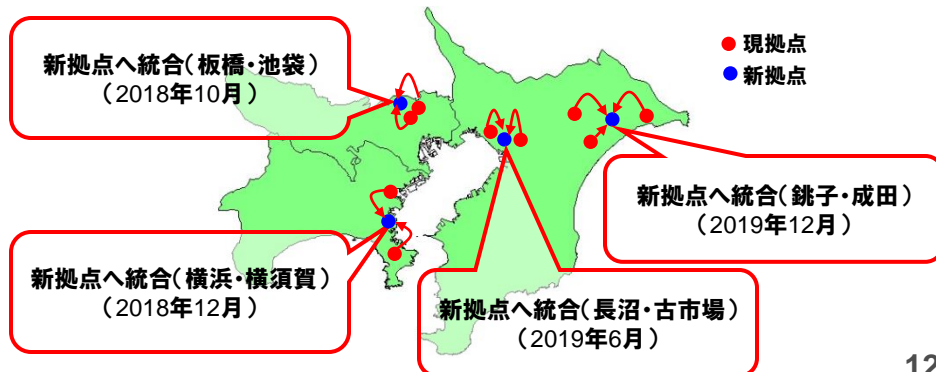 新拠点へ統合（板橋・池袋）
（2018年10月）
現拠点
新拠点
新拠点へ統合（銚子・成田）
（2019年12月）
新拠点へ統合（横浜・横須賀）
（2018年12月）
新拠点へ統合（長沼・古市場）
（2019年6月）
12